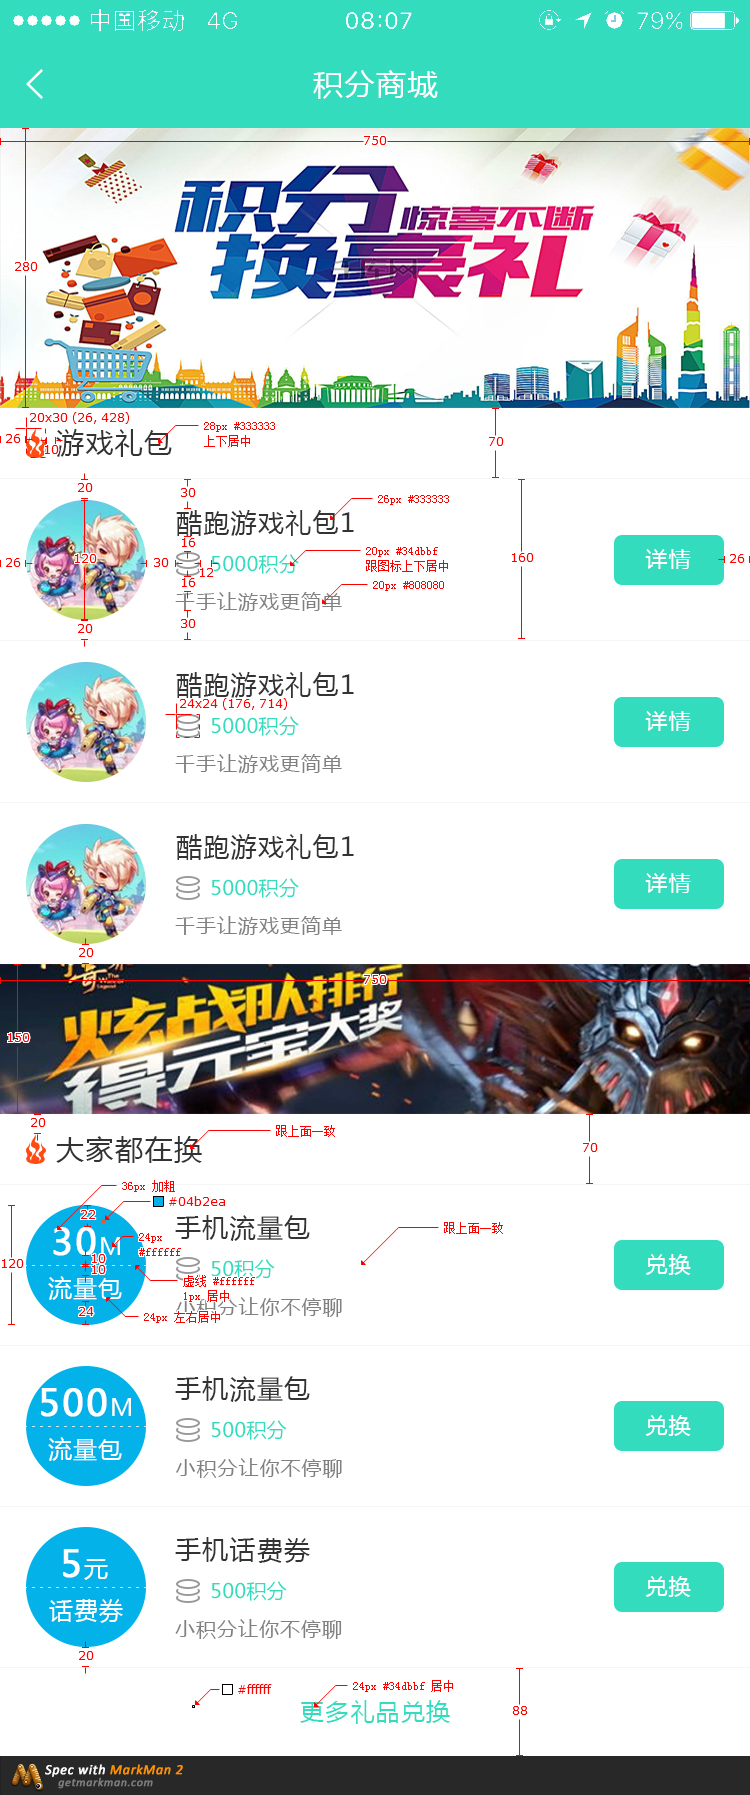 中国移动 4G 08:07 79%
积分商城
750
280
积分 惊喜不断
换豪礼
20x30 (26, 428)
26
10
游戏礼包
28px #333333
上下居中
70
20
30
26px #333333
酷跑游戏礼包1
16
20px #34dbbf
跟图标上下居中
26
120
30
12
5000积分
160
详情
26
16
20px #808080
千手让游戏更简单
20
30
酷跑游戏礼包1
24x24 (176, 714)
5000积分
详情
千手让游戏更简单
酷跑游戏礼包1
5000积分
详情
千手让游戏更简单
20
750
炫战队排行
得元宝大奖
150
20
跟上面一致
大家都在换
70
36px 加粗
#04b2ea
22
手机流量包
跟上面一致
30M
24px
#ffffff
120
10
10
50积分
兑换
流量包
虚线 #ffffff
1px 居中
小积分让你不停聊
24
24px 左右居中
手机流量包
500M
500积分
兑换
流量包
小积分让你不停聊
手机话费券
5元
500积分
兑换
话费券
小积分让你不停聊
20
#ffffff
24px #34dbbf 居中
更多礼品兑换
88
Spec with MarkMan 2
getmarkman.com